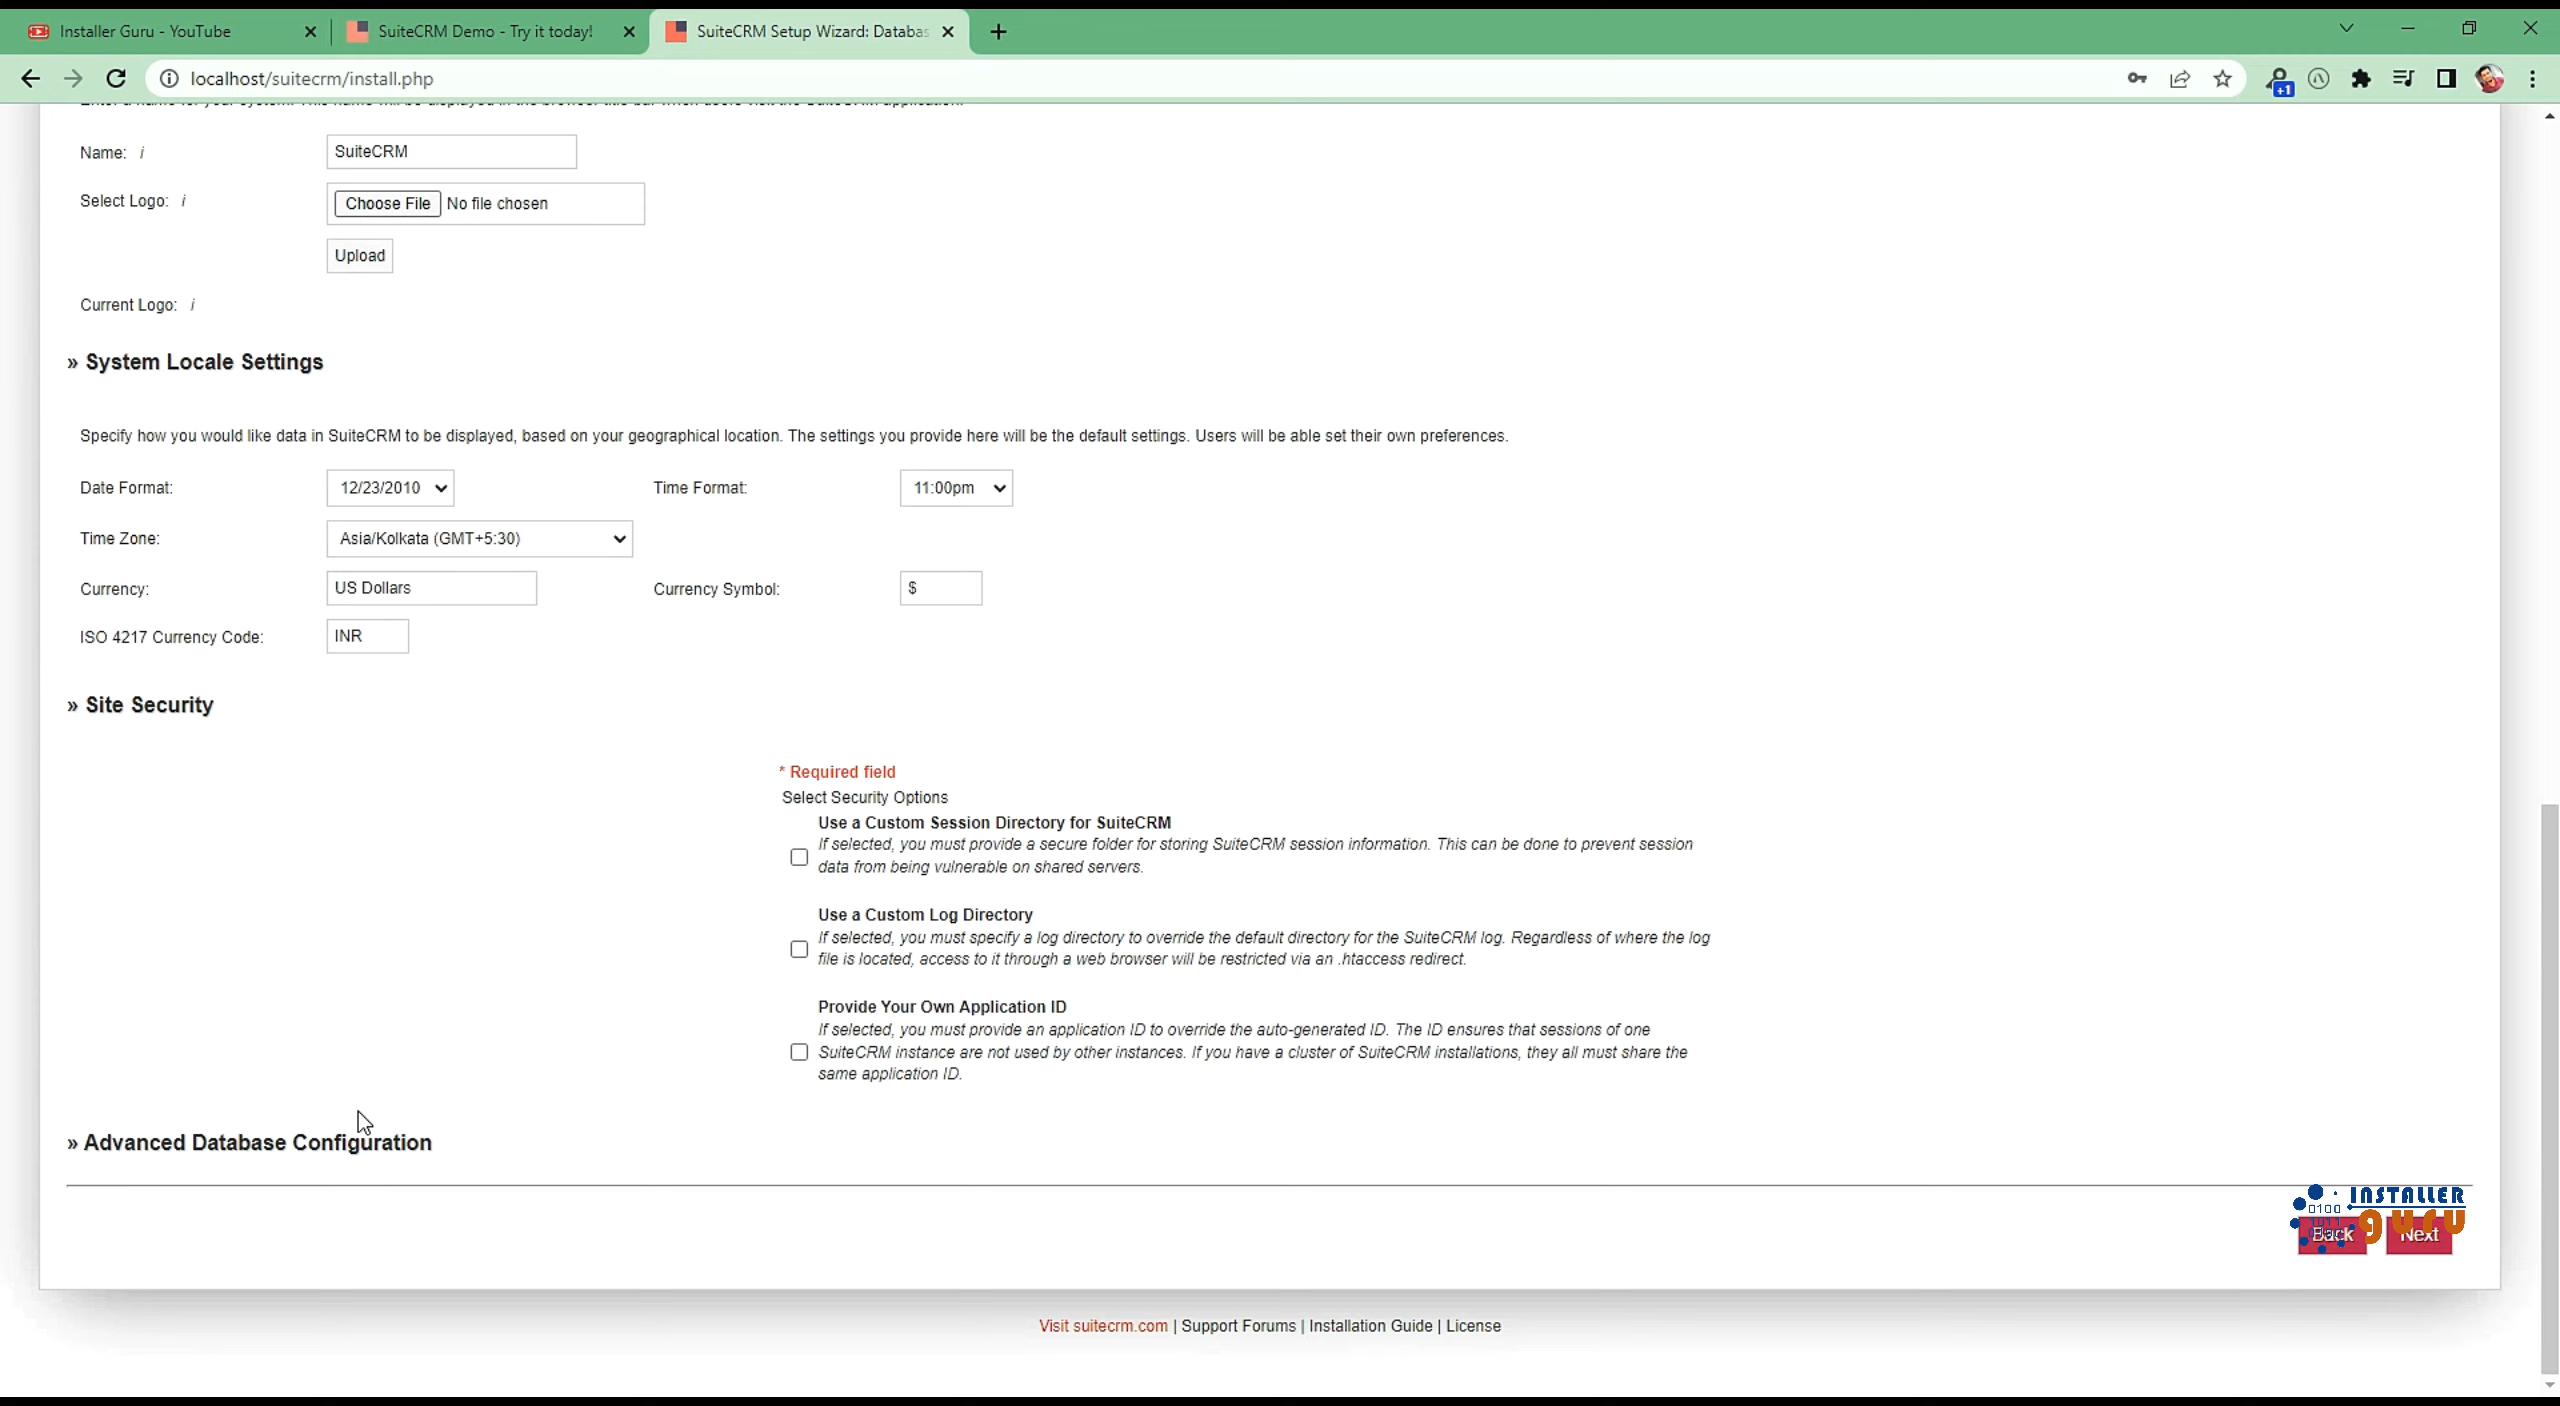 Installer Guru - YouTube
SuiteCRM Demo - Try it today!
SuiteCRM Setup Wizard: Databas
localhost/suitecrm/install.php
+1
Name: i
SuiteCRM
Select Logo: i
Choose File No file chosen
Upload
Current Logo: i
» System Locale Settings
Specify how you would like data in SuiteCRM to be displayed, based on your geographical location. The settings you provide here will be the default settings. Users will be able set their own preferences.
Date Format: 12/23/2010 Time Format: 11:00pm
Time Zone: Asia/Kolkata (GMT+5:30)
Currency: US Dollars Currency Symbol: $
ISO 4217 Currency Code: INR
» Site Security
* Required field
Select Security Options
Use a Custom Session Directory for SuiteCRM
If selected, you must provide a secure folder for storing SuiteCRM session information. This can be done to prevent session
data from being vulnerable on shared servers.
Use a Custom Log Directory
If selected, you must specify a log directory to override the default directory for the SuiteCRM log. Regardless of where the log
file is located, access to it through a web browser will be restricted via an .htaccess redirect.
Provide Your Own Application ID
If selected, you must provide an application ID to override the auto-generated ID. The ID ensures that sessions of one
SuiteCRM instance are not used by other instances. If you have a cluster of SuiteCRM installations, they all must share the
same application ID.
» Advanced Database Configuration
INSTALLER
0100
guru
Back Next
Visit suitecrm.com | Support Forums | Installation Guide | License